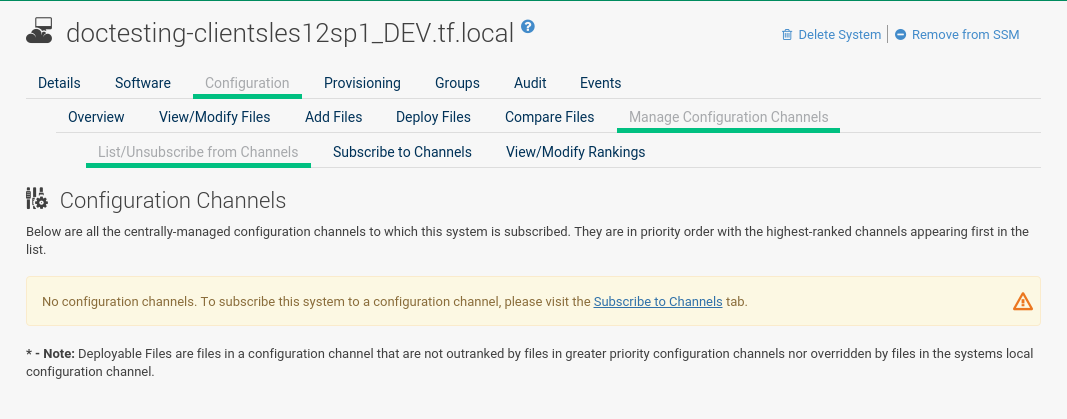 doctesting-clientsles12sp1_DEV.tf.local ?
Delete System | Remove from SSM
Details Software Configuration Provisioning Groups Audit Events
Overview View/Modify Files Add Files Deploy Files Compare Files Manage Configuration Channels
List/Unsubscribe from Channels Subscribe to Channels View/Modify Rankings
Configuration Channels
Below are all the centrally-managed configuration channels to which this system is subscribed. They are in priority order with the highest-ranked channels appearing first in the
list.
No configuration channels. To subscribe this system to a configuration channel, please visit the Subscribe to Channels tab.
* - Note: Deployable Files are files in a configuration channel that are not outranked by files in greater priority configuration channels nor overridden by files in the systems local
configuration channel.